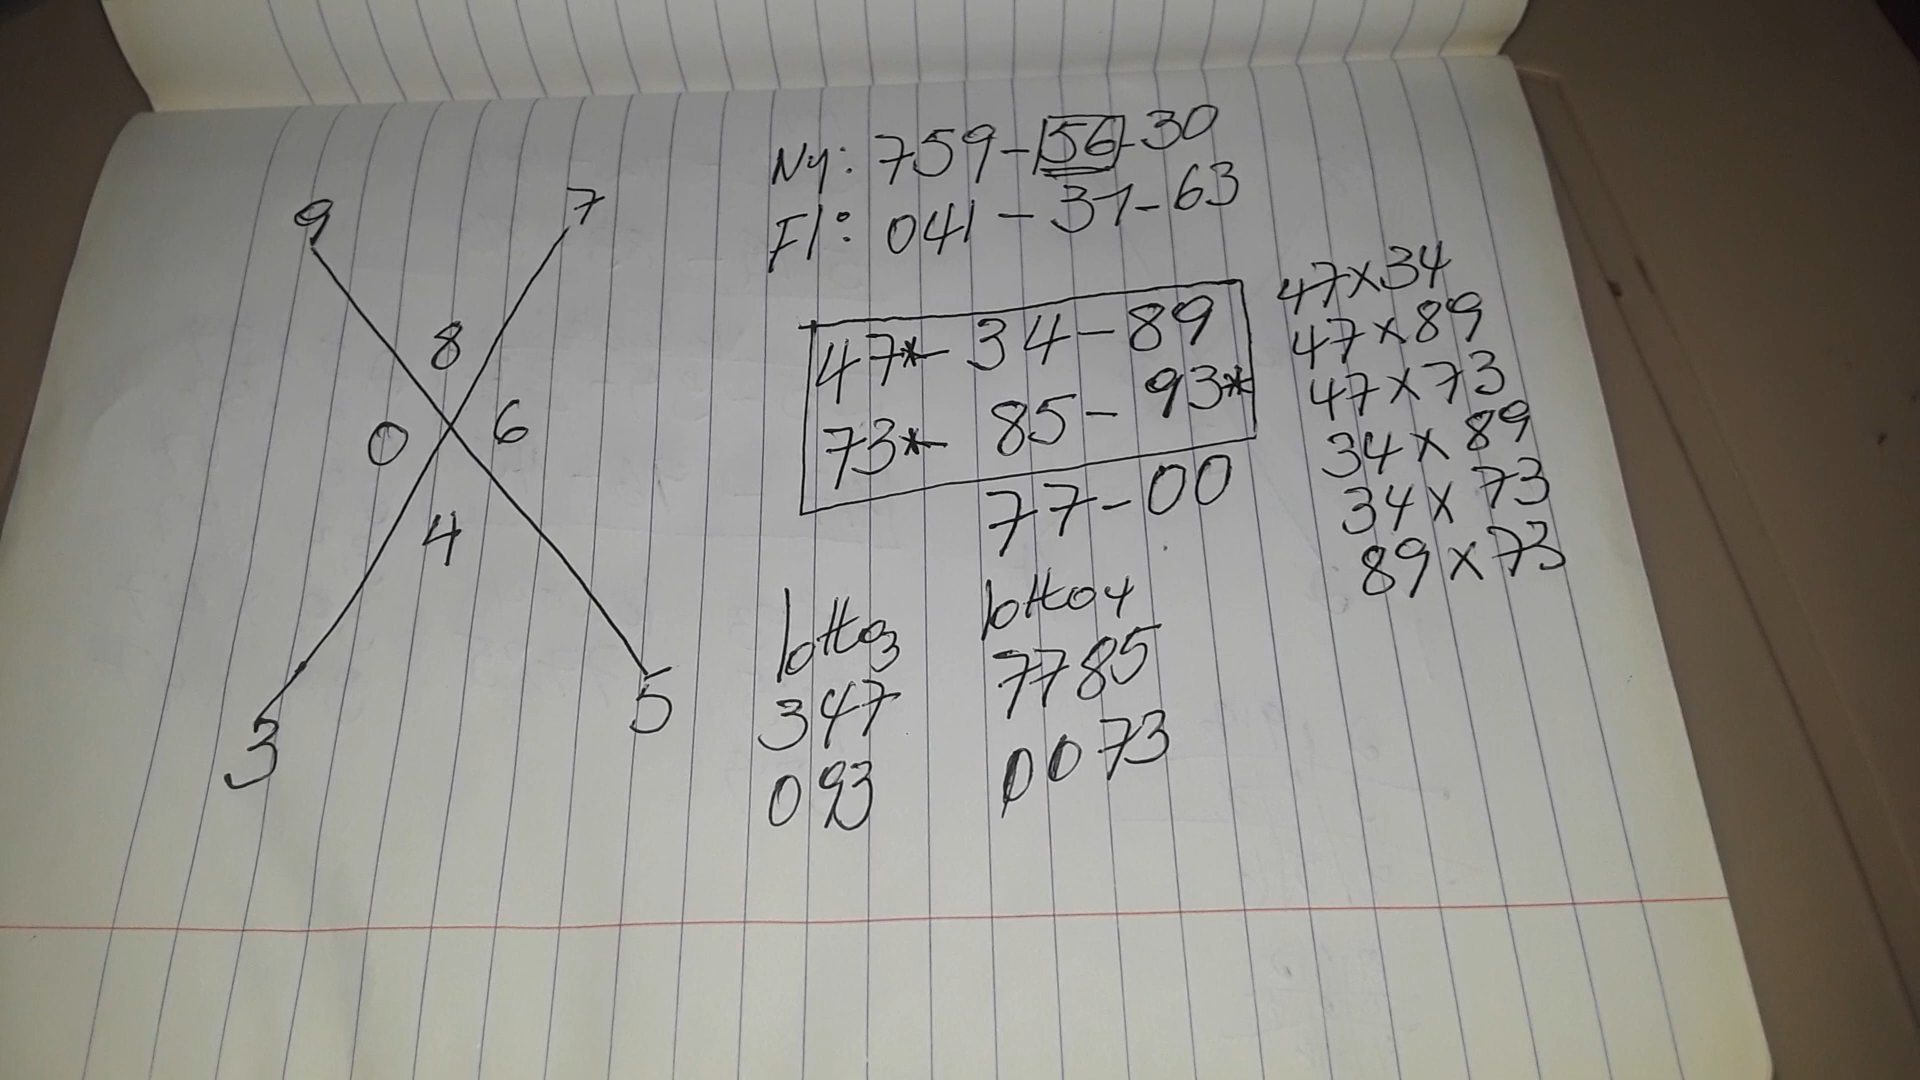 9 7
8
0 6
4
3 5
Ny: 759-56-30
Fl: 041-31-63
47*- 34-89
73*- 85-93*
77-00
lotto3
347
093
lotto4
7785
0073
47x34
47x89
47x73
34x89
34x73
89x73